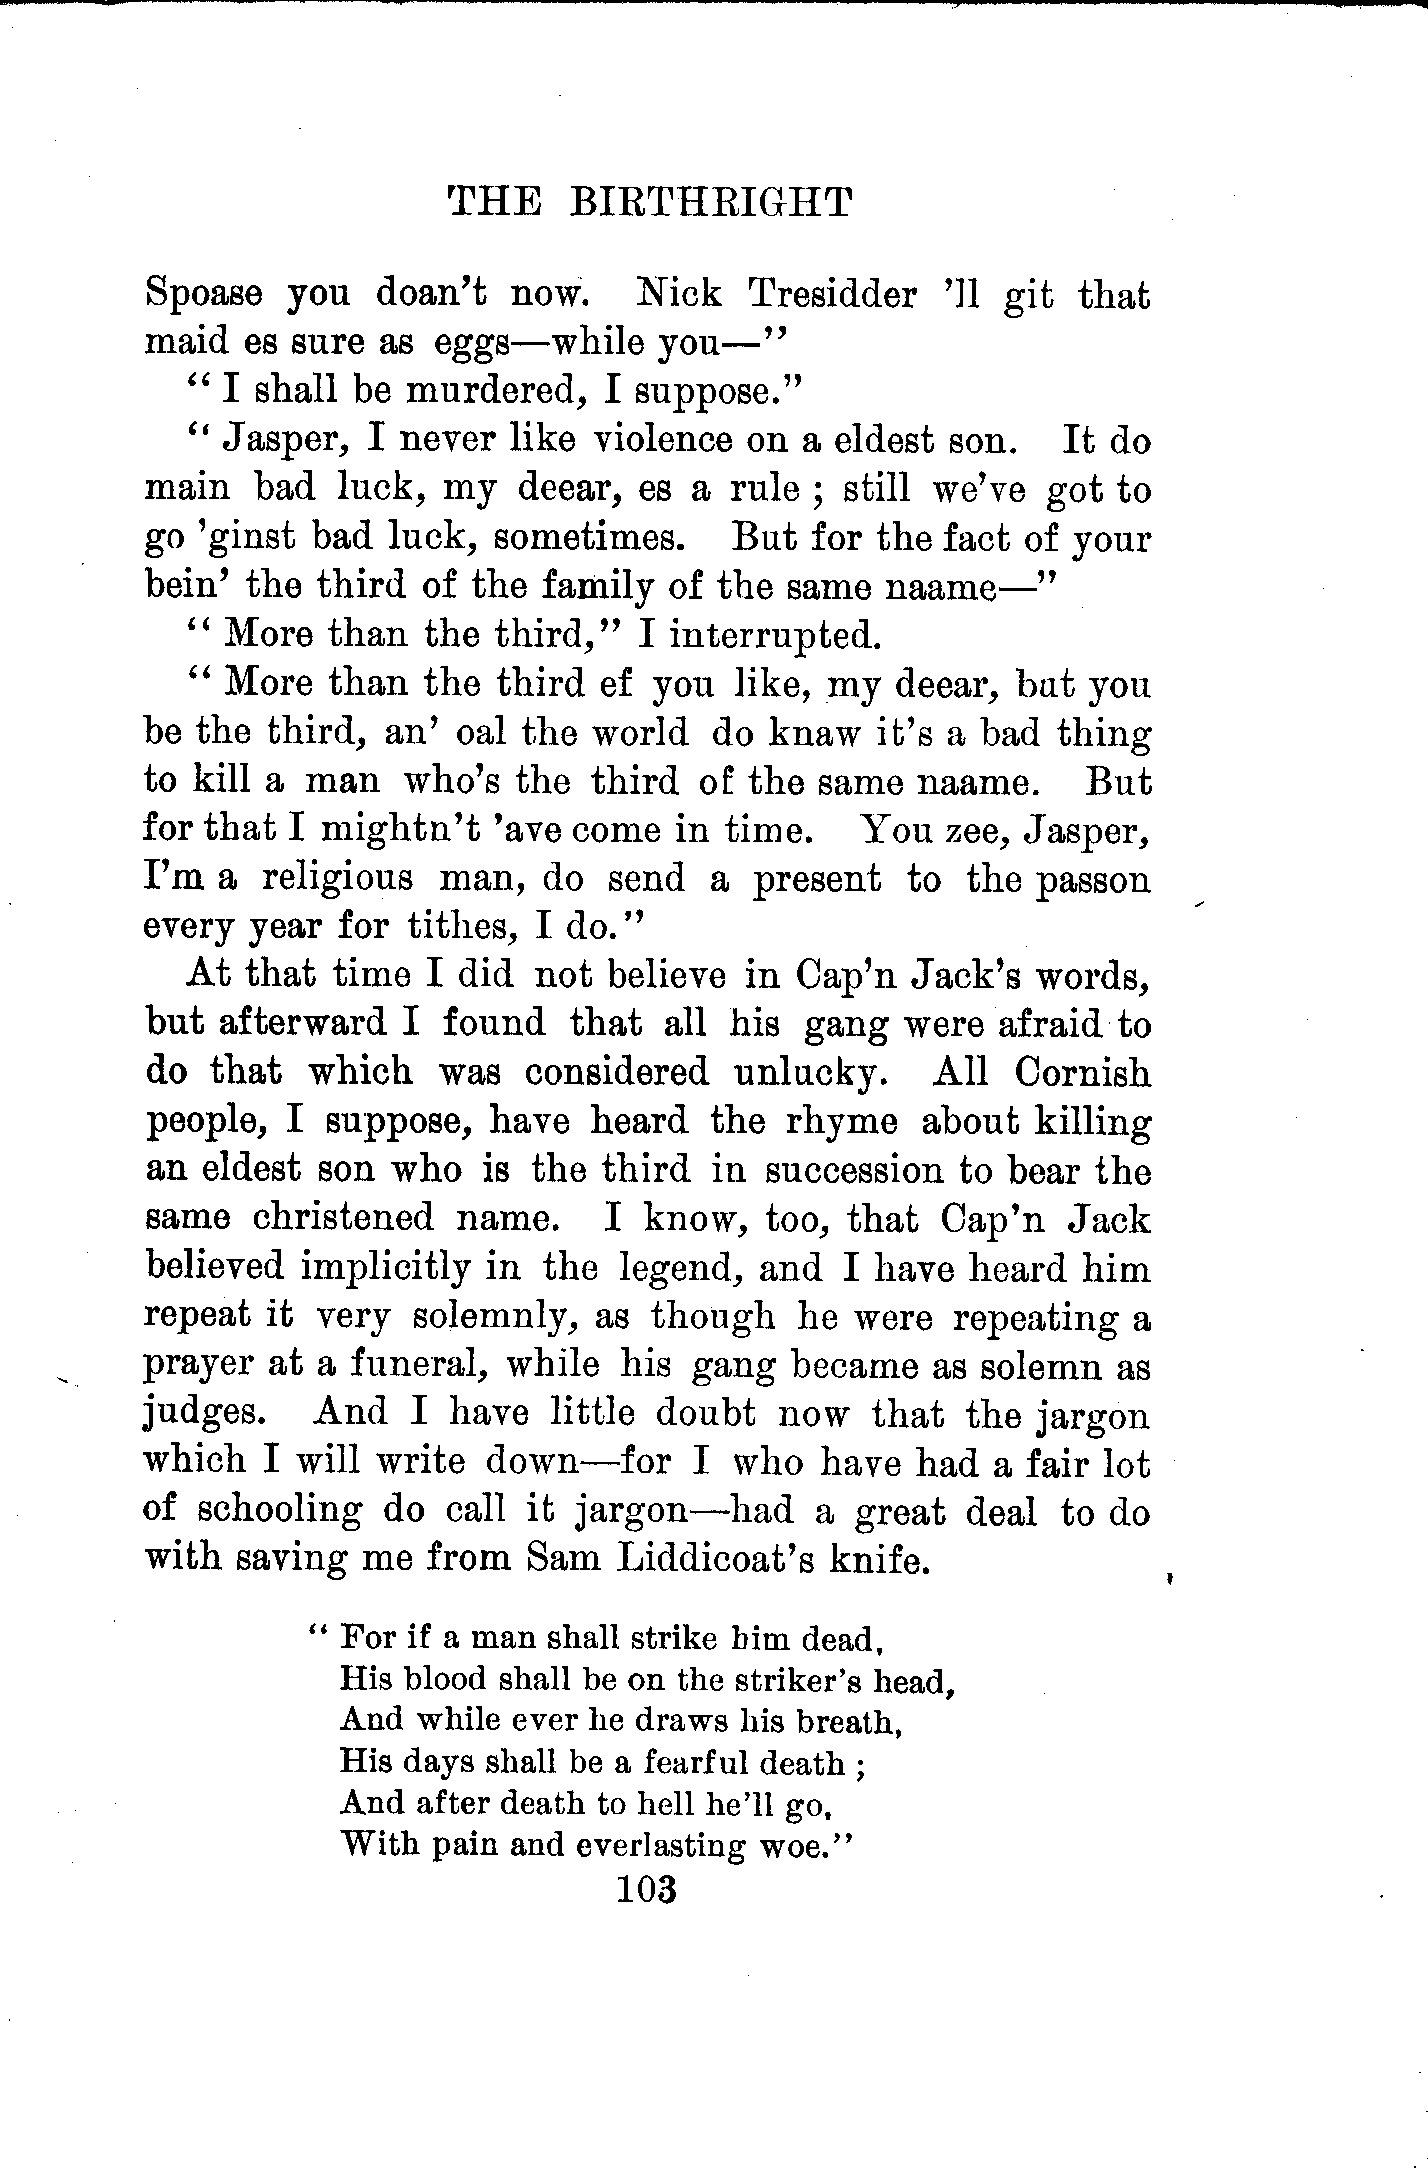 THE BIRTHRIGHT
Spoase you doan't now. Nick Tresidder 'll git that
maid es sure as eggs—while you—"
"I shall be murdered, I suppose."
"Jasper, I never like violence on a eldest son. It do
main bad luck, my deear, es a rule; still we've got to
go 'ginst bad luck, sometimes. But for the fact of your
bein' the third of the family of the same naame—"
"More than the third," I interrupted.
"More than the third ef you like, my deear, but you
be the third, an' oal the world do knaw it's a bad thing
to kill a man who's the third of the same naame. But
for that I mightn't 'ave come in time. You zee, Jasper,
I'm a religious man, do send a present to the passon
every year for tithes, I do."
At that time I did not believe in Cap'n Jack's words,
but afterward I found that all his gang were afraid to
do that which was considered unlucky. All Cornish
people, I suppose, have heard the rhyme about killing
an eldest son who is the third in succession to bear the
same christened name. I know, too, that Cap'n Jack
believed implicitly in the legend, and I have heard him
repeat it very solemnly, as though he were repeating a
prayer at a funeral, while his gang became as solemn as
judges. And I have little doubt now that the jargon
which I will write down—for I who have had a fair lot
of schooling do call it jargon—had a great deal to do
with saving me from Sam Liddicoat's knife.
"For if a man shall strike him dead,
His blood shall be on the striker's head,
And while ever he draws his breath,
His days shall be a fearful death;
And after death to hell he'll go,
With pain and everlasting woe."
103